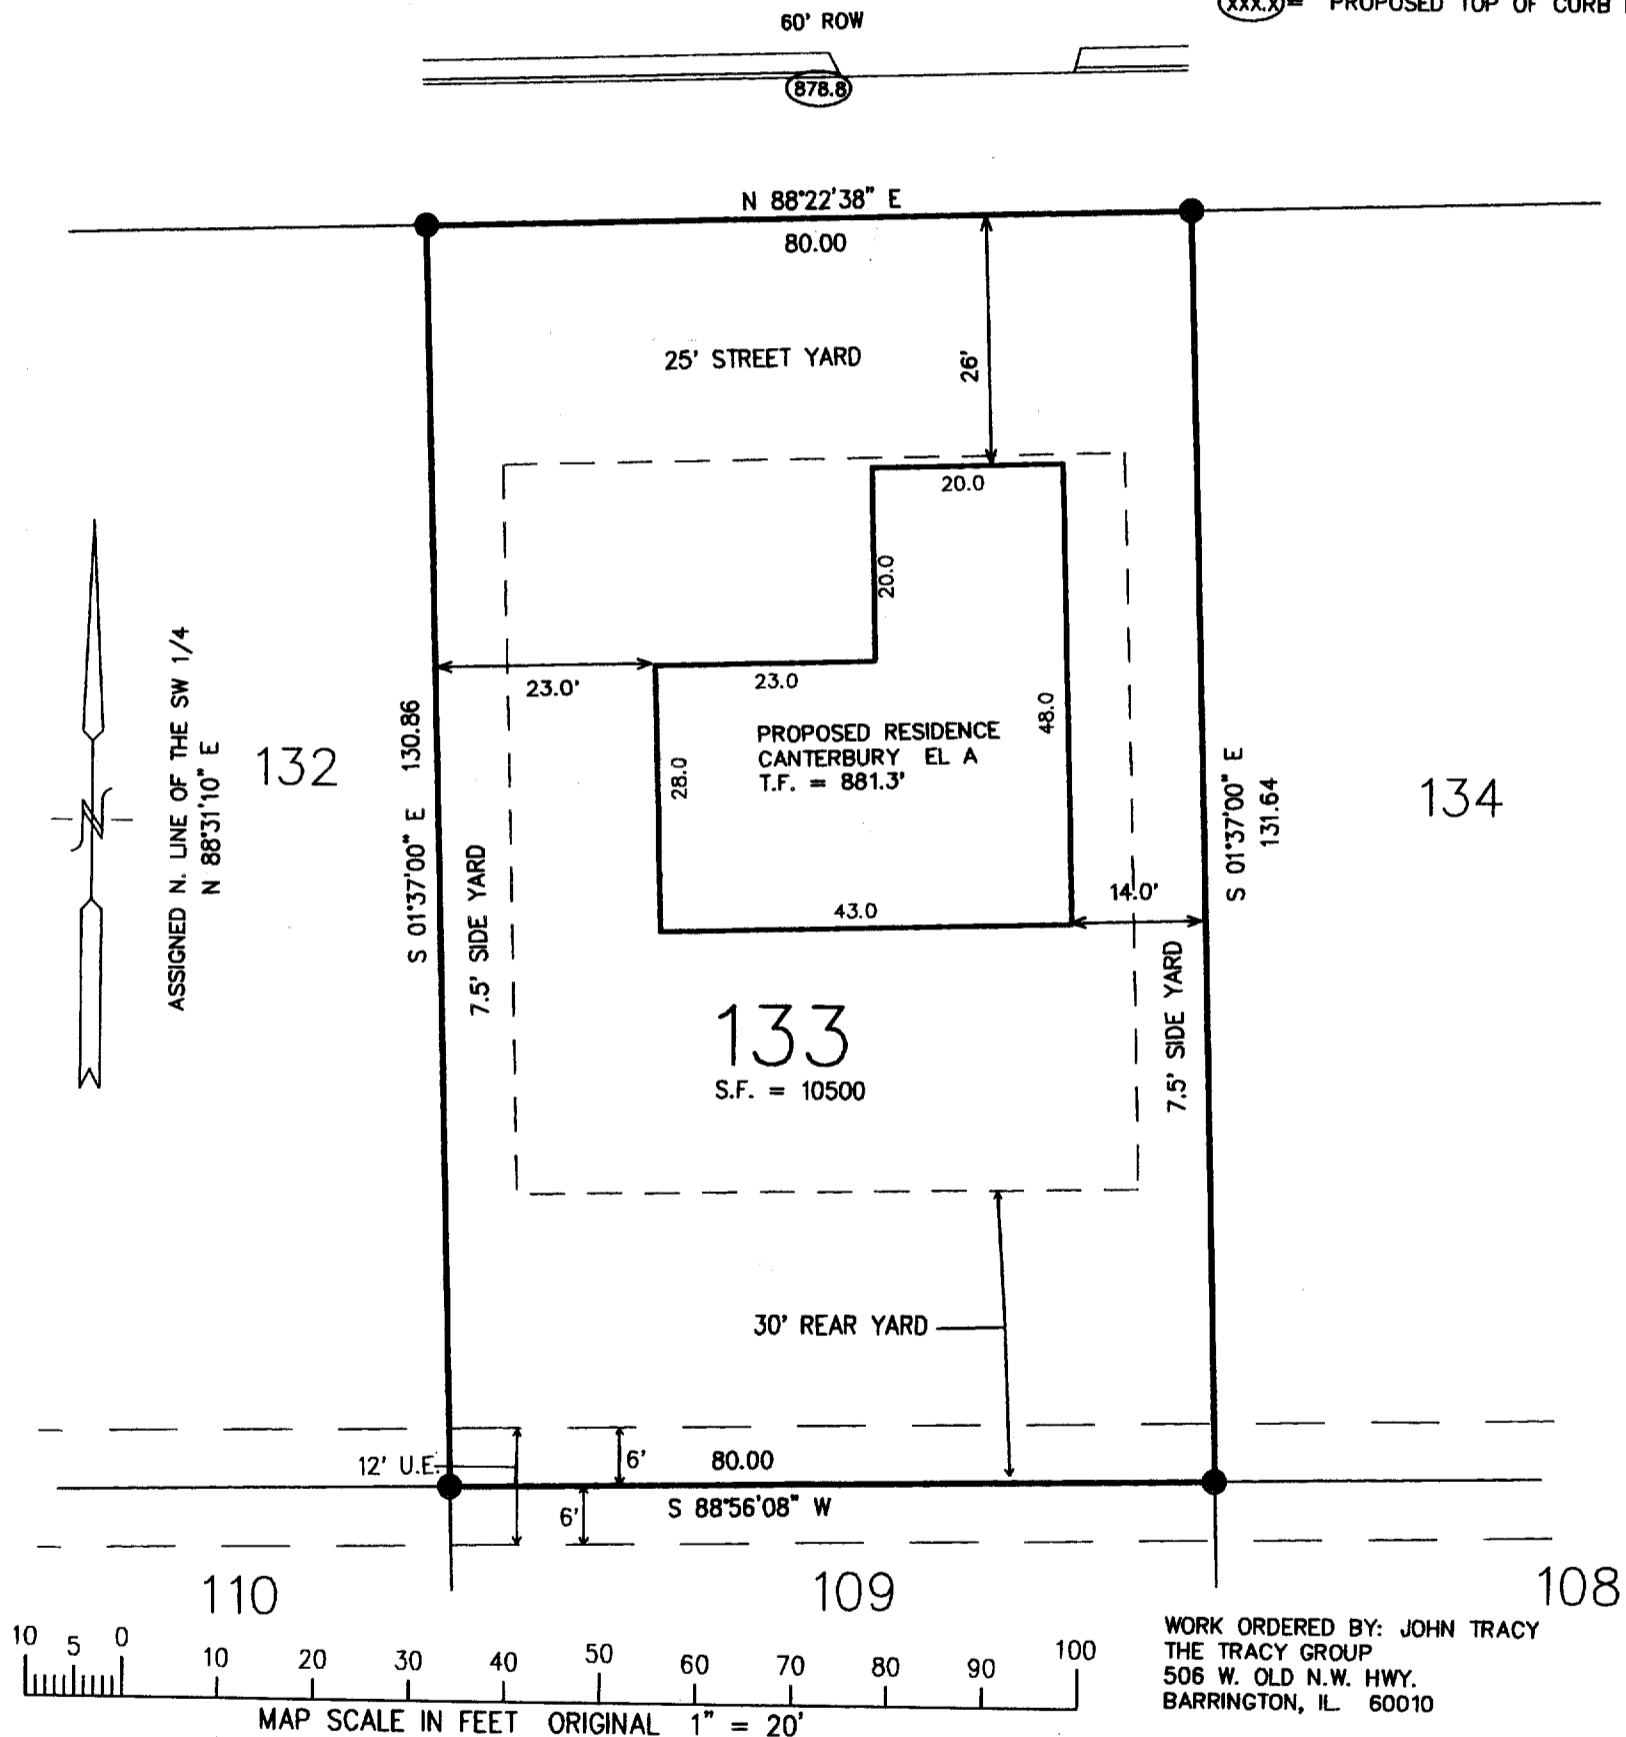 60' ROW
(XXX.X)= PROPOSED TOP OF CURB
878.8
N 88°22'38" E
80.00
25' STREET YARD
26'
20.0
20.0
23.0'
23.0
48.0
28.0
PROPOSED RESIDENCE
CANTERBURY EL A
T.F. = 881.3'
ASSIGNED N. LINE OF THE SW 1/4
N 88°31'10" E
N
132
S 01°37'00" E 130.86
7.5' SIDE YARD
134
S 01°37'00" E
131.64
14.0'
43.0
7.5' SIDE YARD
133
S.F. = 10500
30' REAR YARD
12' U.E.
6'
80.00
6'
S 88°56'08" W
110
109
108
10 5 0 10 20 30 40 50 60 70 80 90 100
MAP SCALE IN FEET ORIGINAL 1" = 20'
WORK ORDERED BY: JOHN TRACY
THE TRACY GROUP
506 W. OLD N.W. HWY.
BARRINGTON, IL 60010